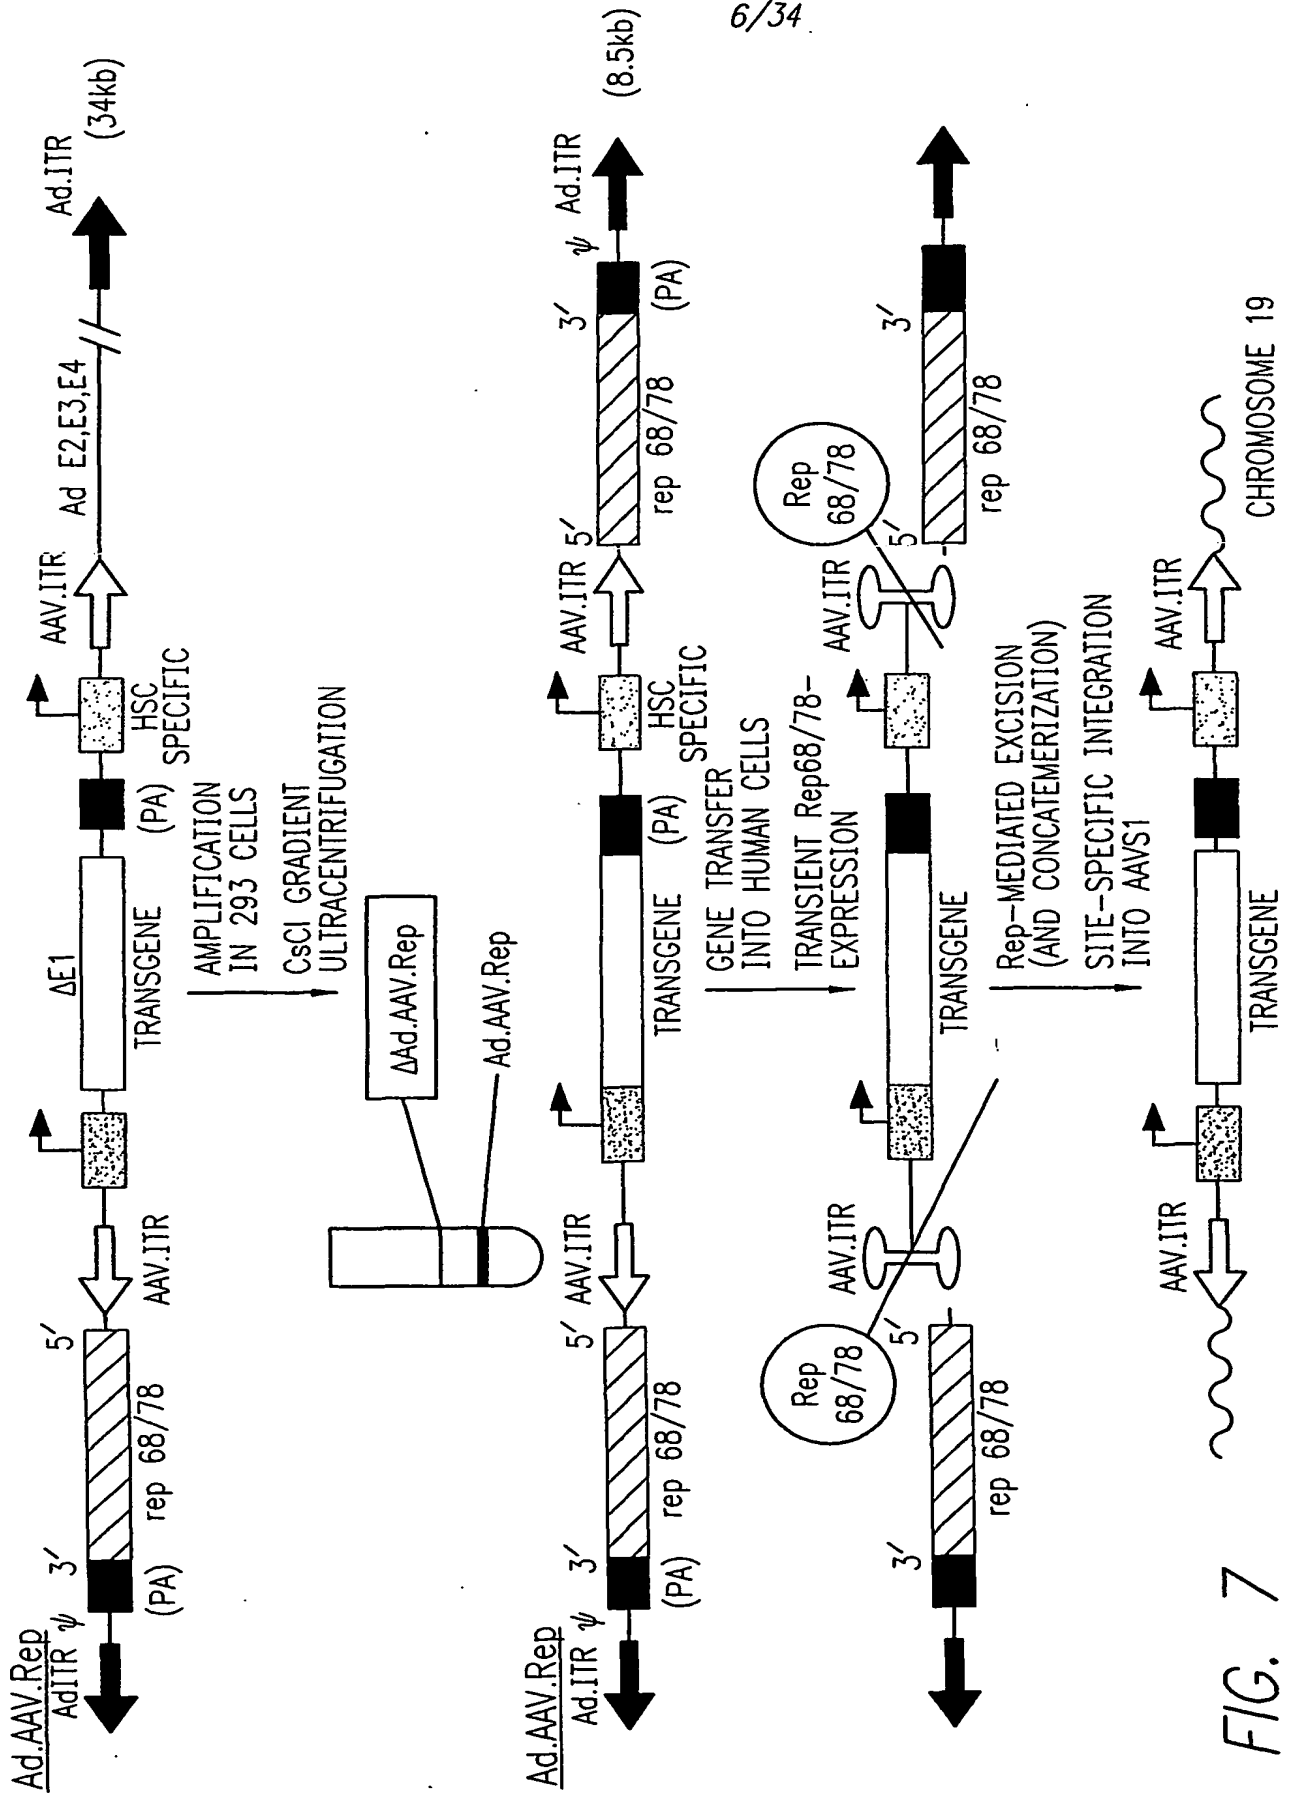 6/34
Ad.AAV.Rep
AdITR ψ
3′
(PA)
rep 68/78
5′
AAV.ITR
ΔE1
TRANSGENE
(PA)
HSC
SPECIFIC
AAV.ITR
Ad E2,E3,E4
Ad.ITR
(34kb)
AMPLIFICATION
IN 293 CELLS
CsCl GRADIENT
ULTRACENTRIFUGATION
ΔAd.AAV.Rep
Ad.AAV.Rep
Ad.AAV.Rep
Ad.ITR ψ
3′
(PA)
rep 68/78
5′
AAV.ITR
TRANSGENE
(PA)
HSC
SPECIFIC
AAV.ITR
5′
rep 68/78
3′
(PA)
ψ
Ad.ITR
(8.5kb)
GENE TRANSFER
INTO HUMAN CELLS
TRANSIENT Rep68/78-
EXPRESSION
3′
rep 68/78
5′
Rep
68/78
AAV.ITR
TRANSGENE
AAV.ITR
Rep
68/78
5′
rep 68/78
3′
Rep-MEDIATED EXCISION
(AND CONCATEMERIZATION)
SITE-SPECIFIC INTEGRATION
INTO AAVS1
AAV.ITR
TRANSGENE
AAV.ITR
CHROMOSOME 19
FIG. 7